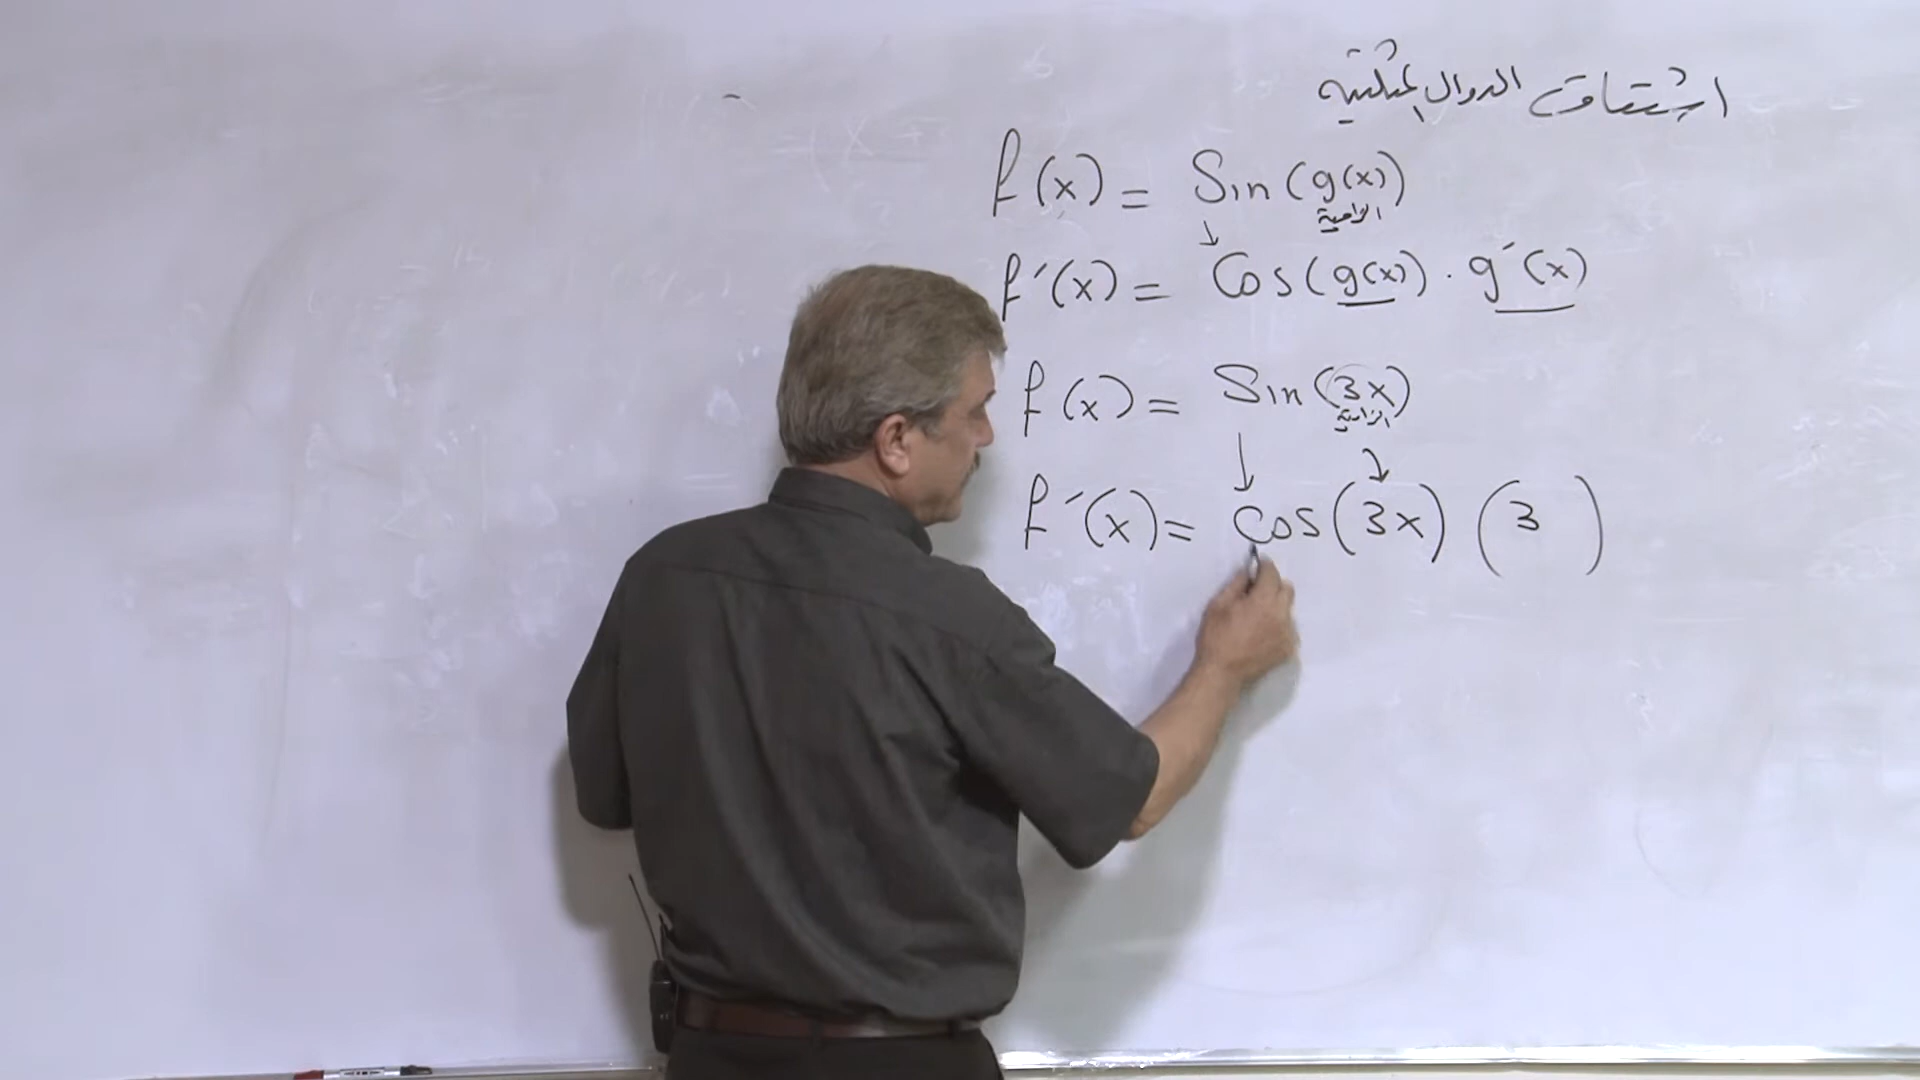 اشتقاق الدوال المثلثية
f(x) = Sin(g(x))
الزاوية
f′(x) = Cos(g(x)) · g′(x)
f(x) = Sin(3x)
الزاوية
f′(x) = Cos(3x) (3 )